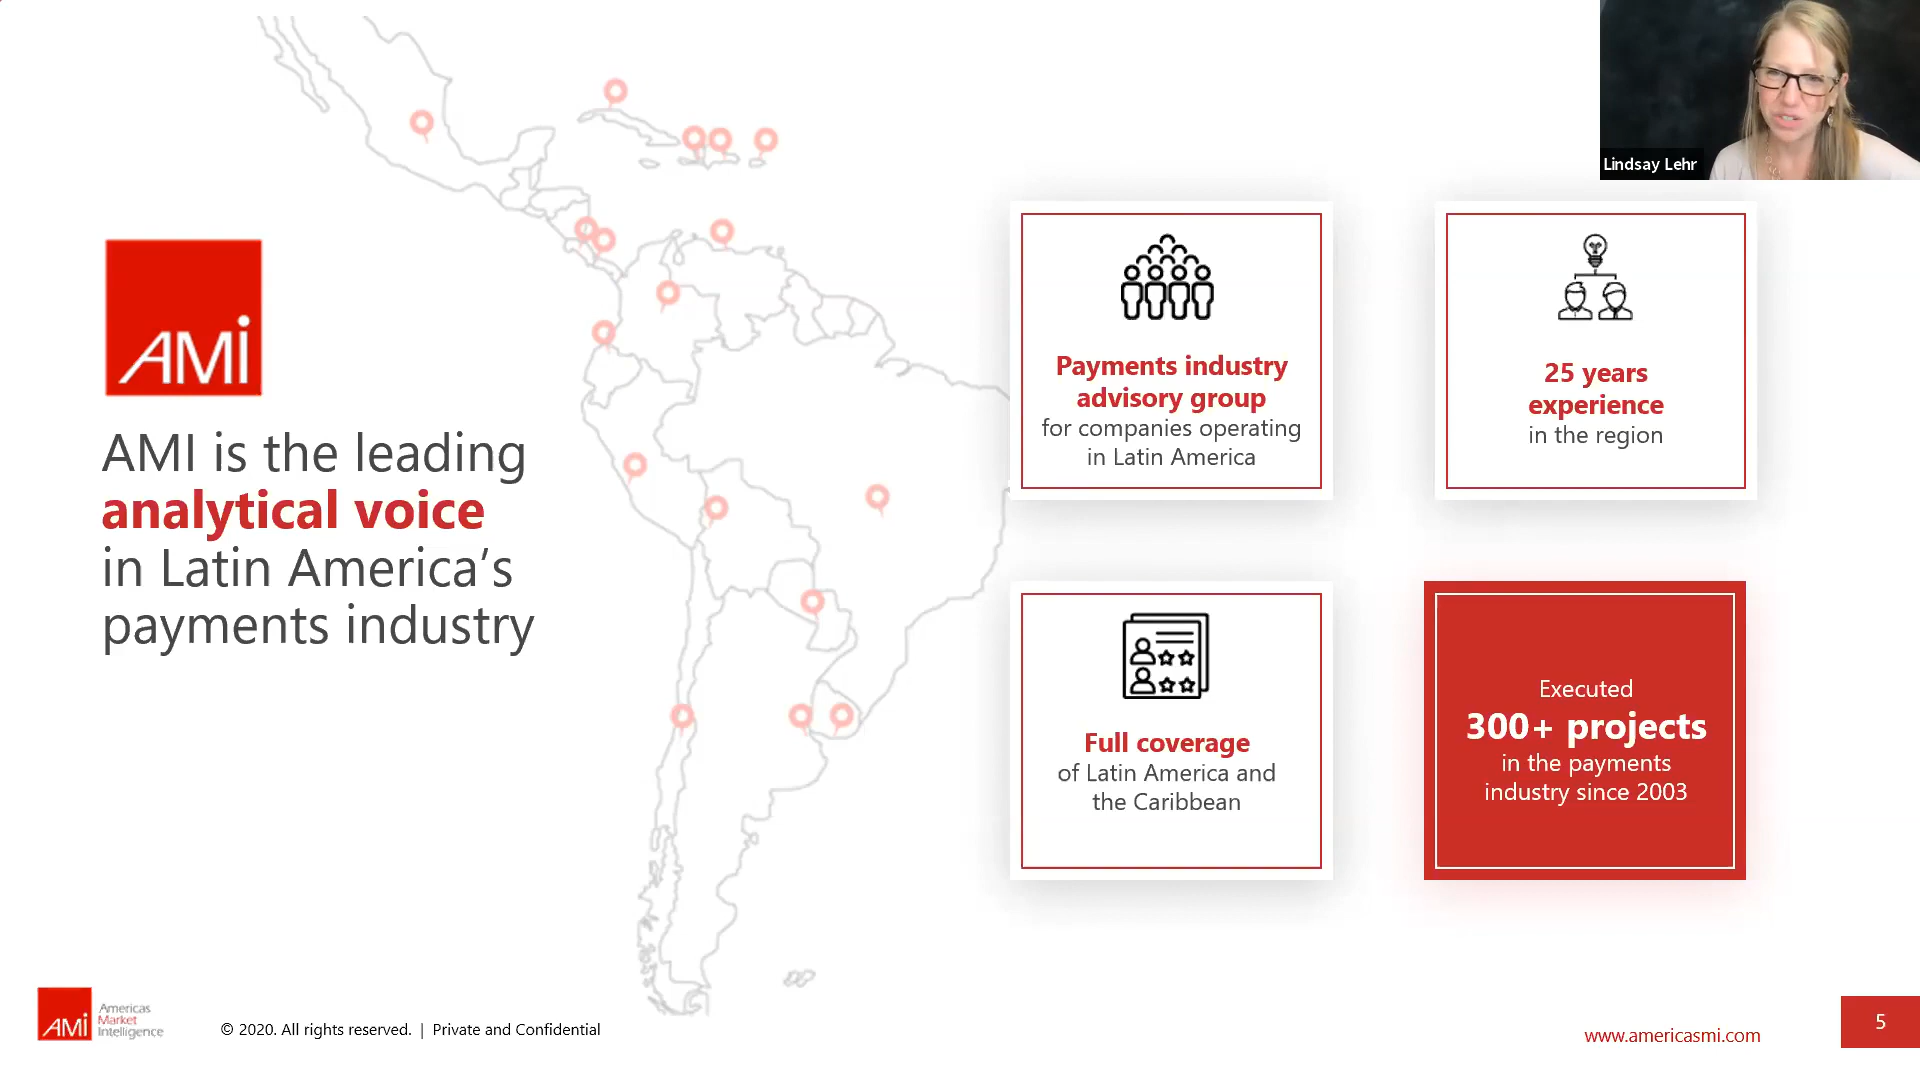 Lindsay Lehr
AMi
AMI is the leading
analytical voice
in Latin America’s
payments industry
Payments industry
advisory group
for companies operating
in Latin America
25 years
experience
in the region
Full coverage
of Latin America and
the Caribbean
Executed
300+ projects
in the payments
industry since 2003
AMi
Americas
Market
Intelligence
© 2020. All rights reserved. | Private and Confidential
www.americasmi.com
5